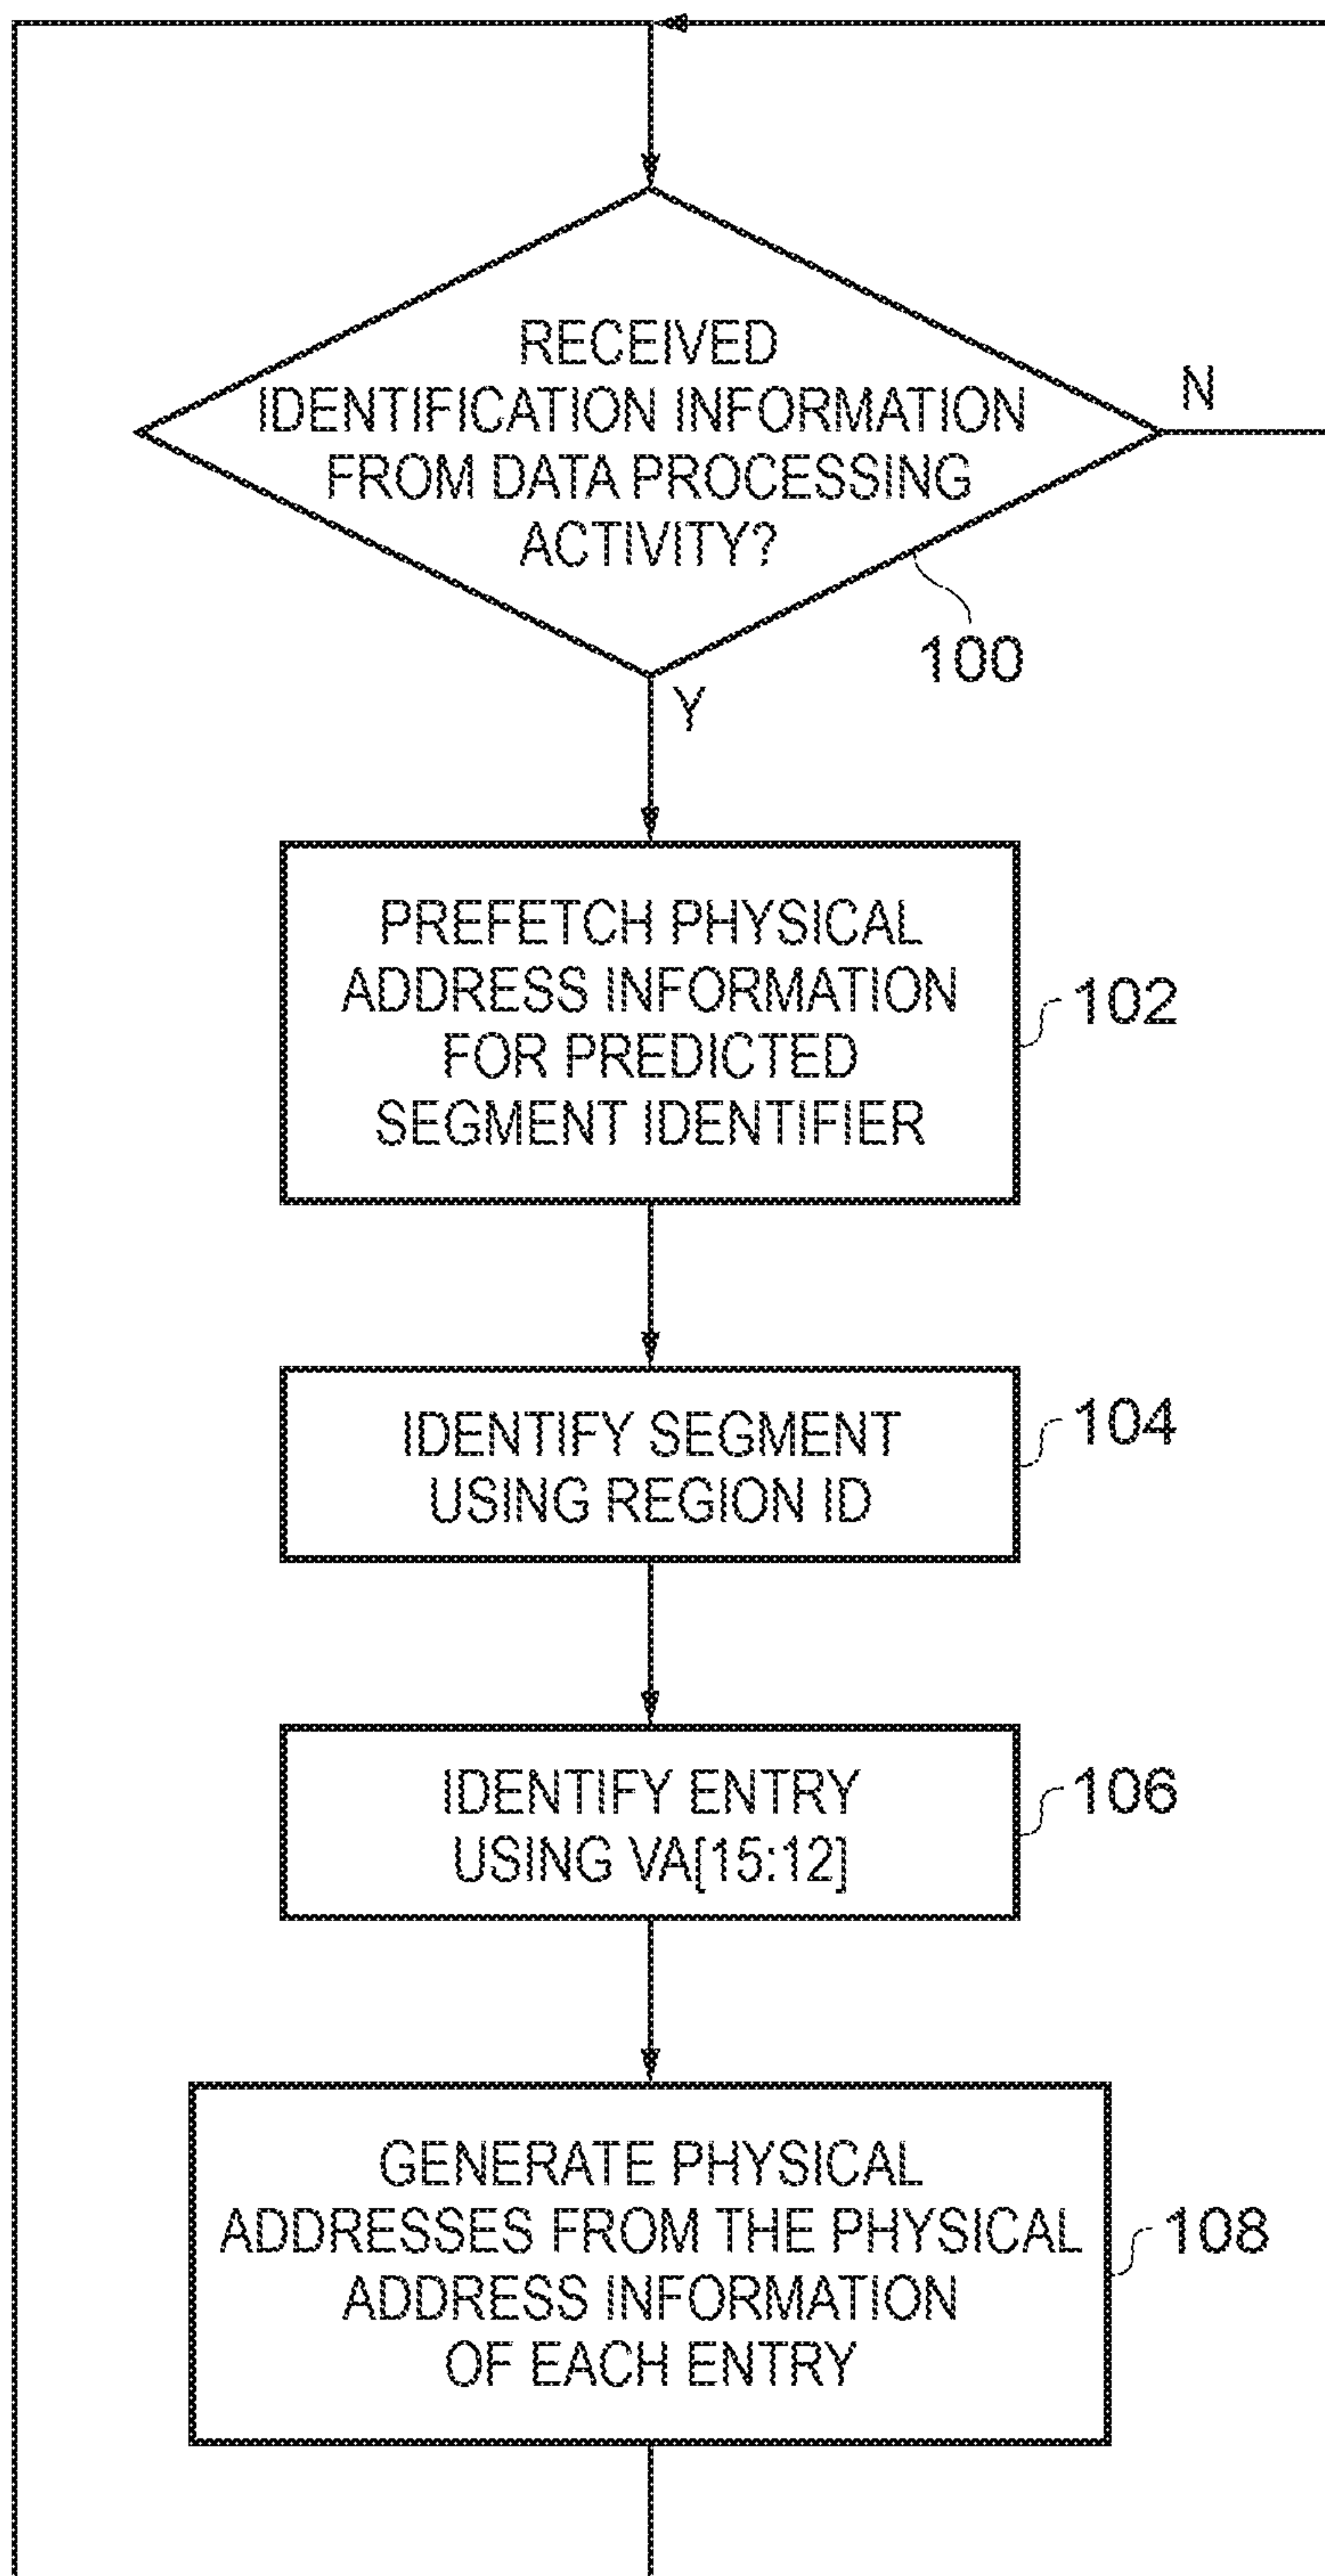 RECEIVED
IDENTIFICATION INFORMATION
FROM DATA PROCESSING
ACTIVITY?
N
100
Y
PREFETCH PHYSICAL
ADDRESS INFORMATION
FOR PREDICTED
SEGMENT IDENTIFIER
102
IDENTIFY SEGMENT
USING REGION ID
104
IDENTIFY ENTRY
USING VA[15:12]
106
GENERATE PHYSICAL
ADDRESSES FROM THE PHYSICAL
ADDRESS INFORMATION
OF EACH ENTRY
108